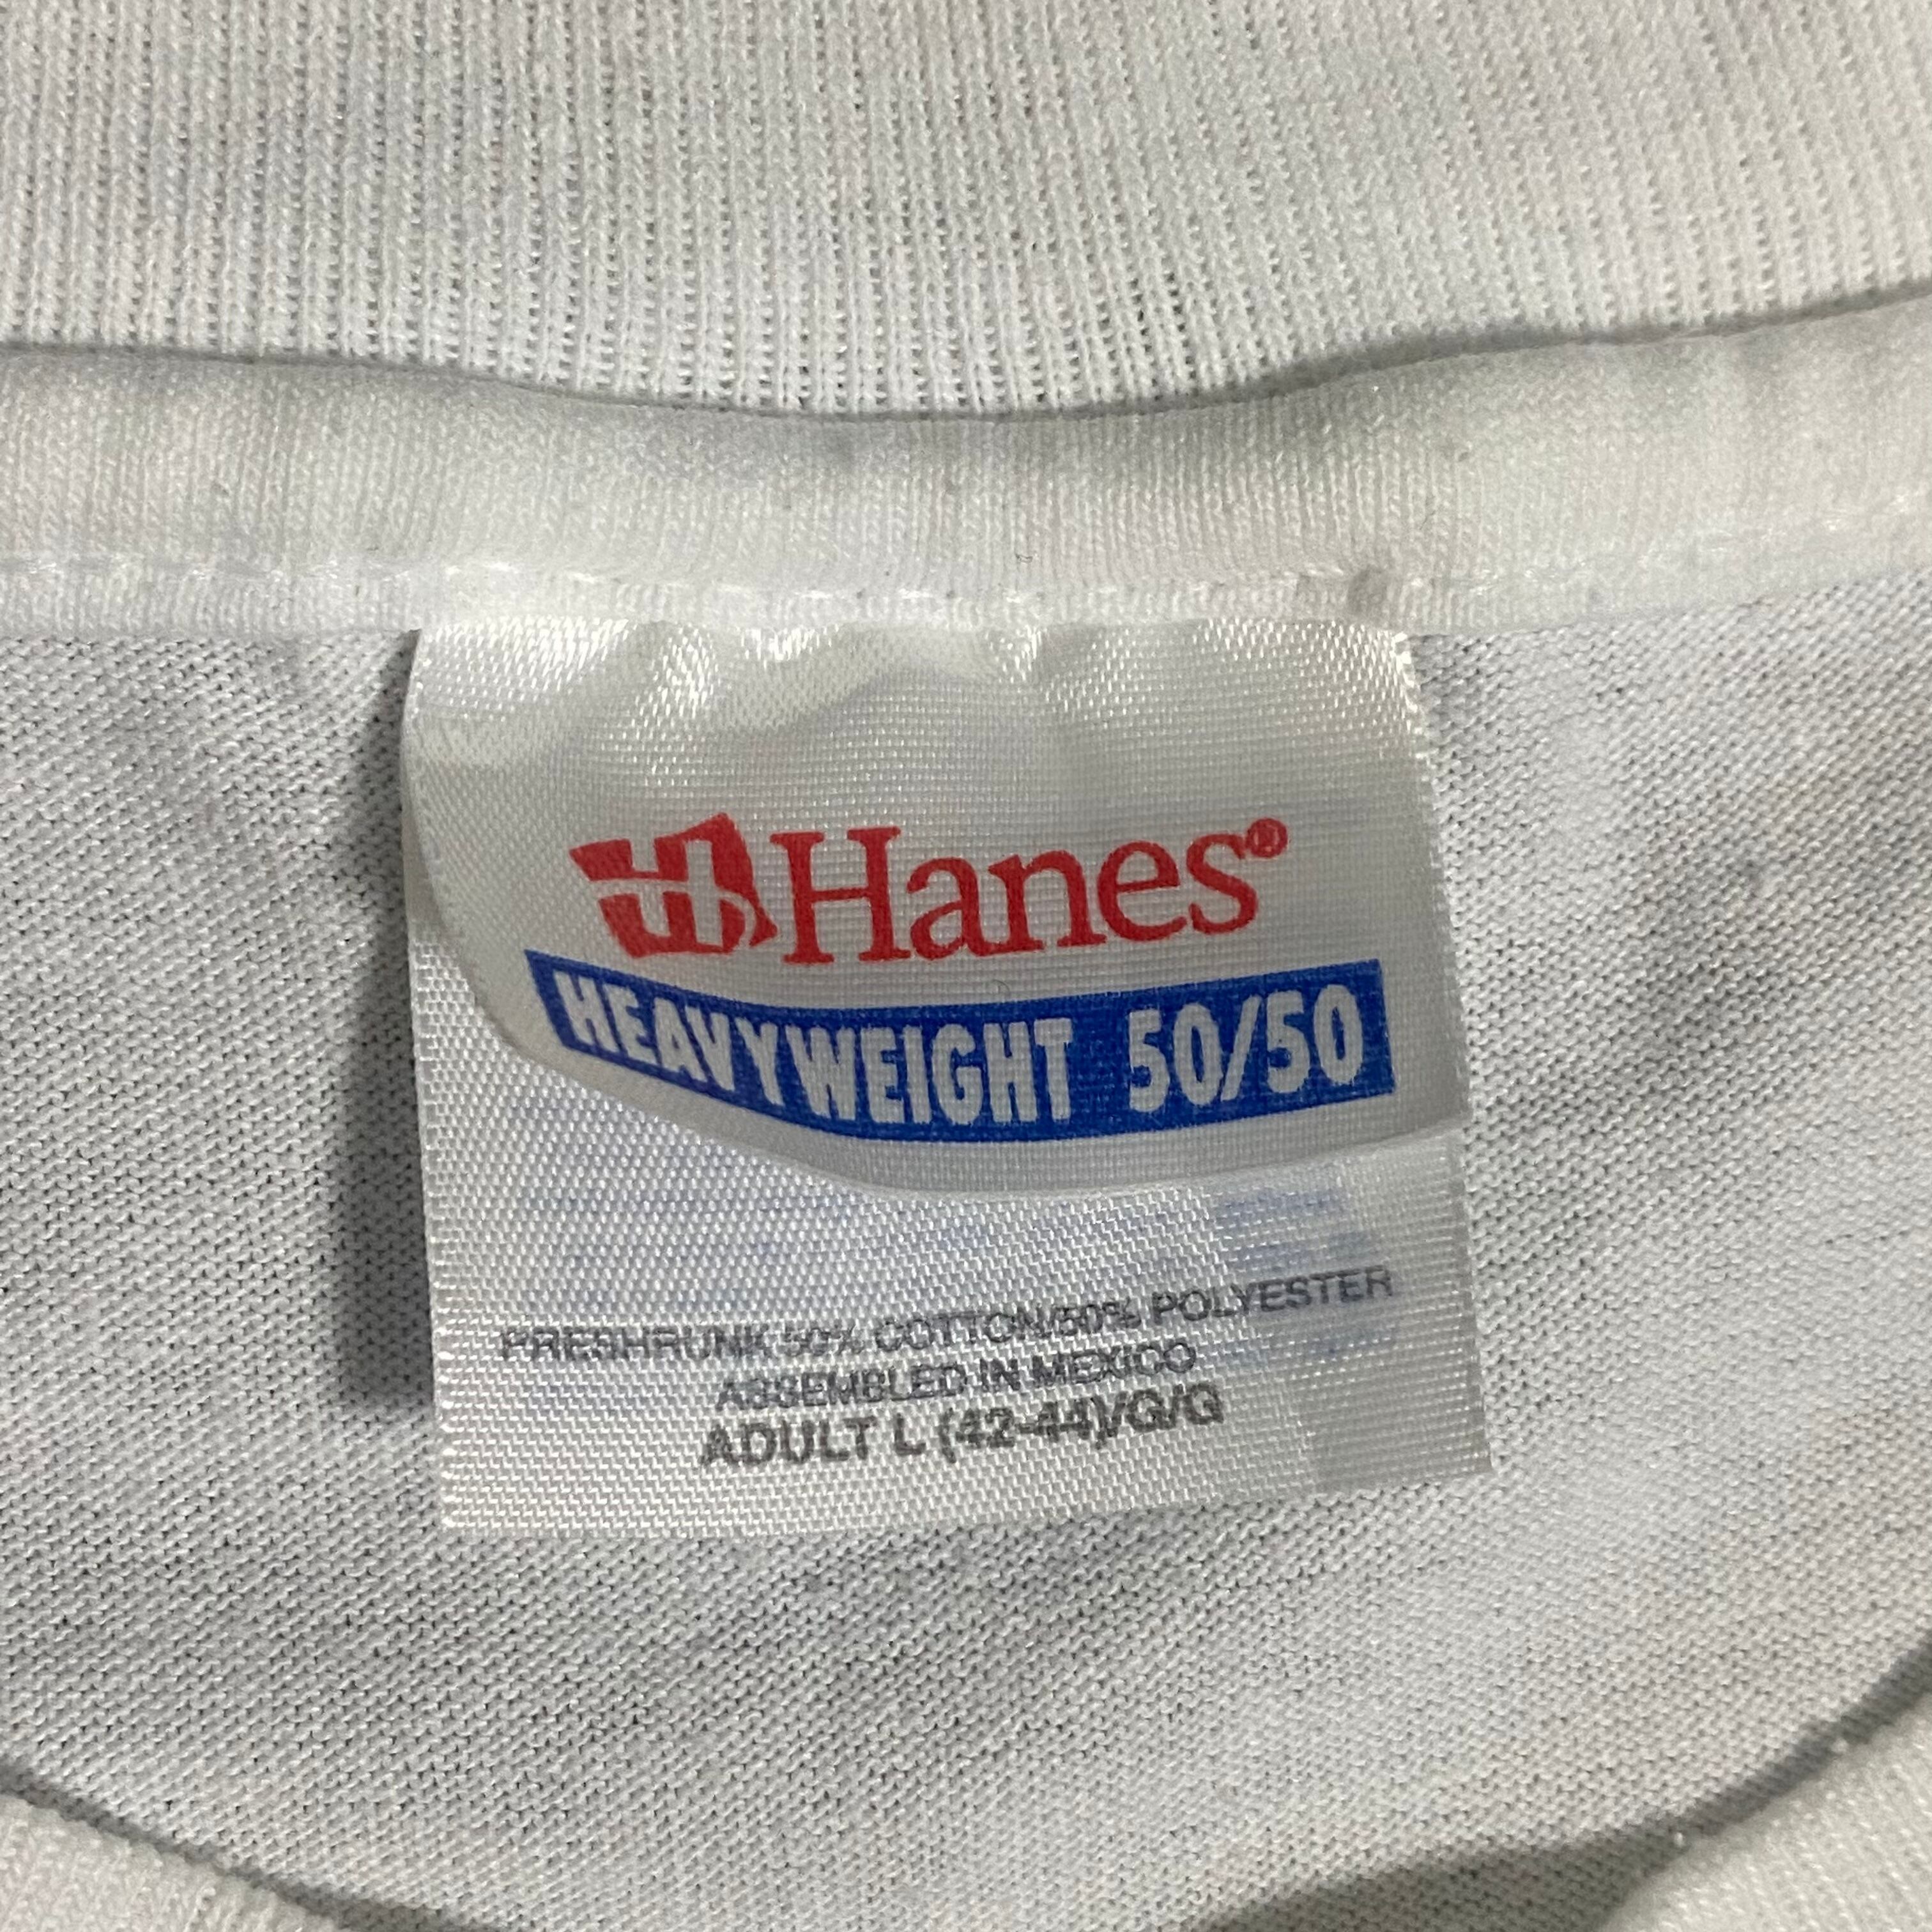 Hanes®
HEAVYWEIGHT 50/50
PRESHRUNK 50% COTTON/50% POLYESTER
ASSEMBLED IN MEXICO
ADULT L (42-44)/G/G